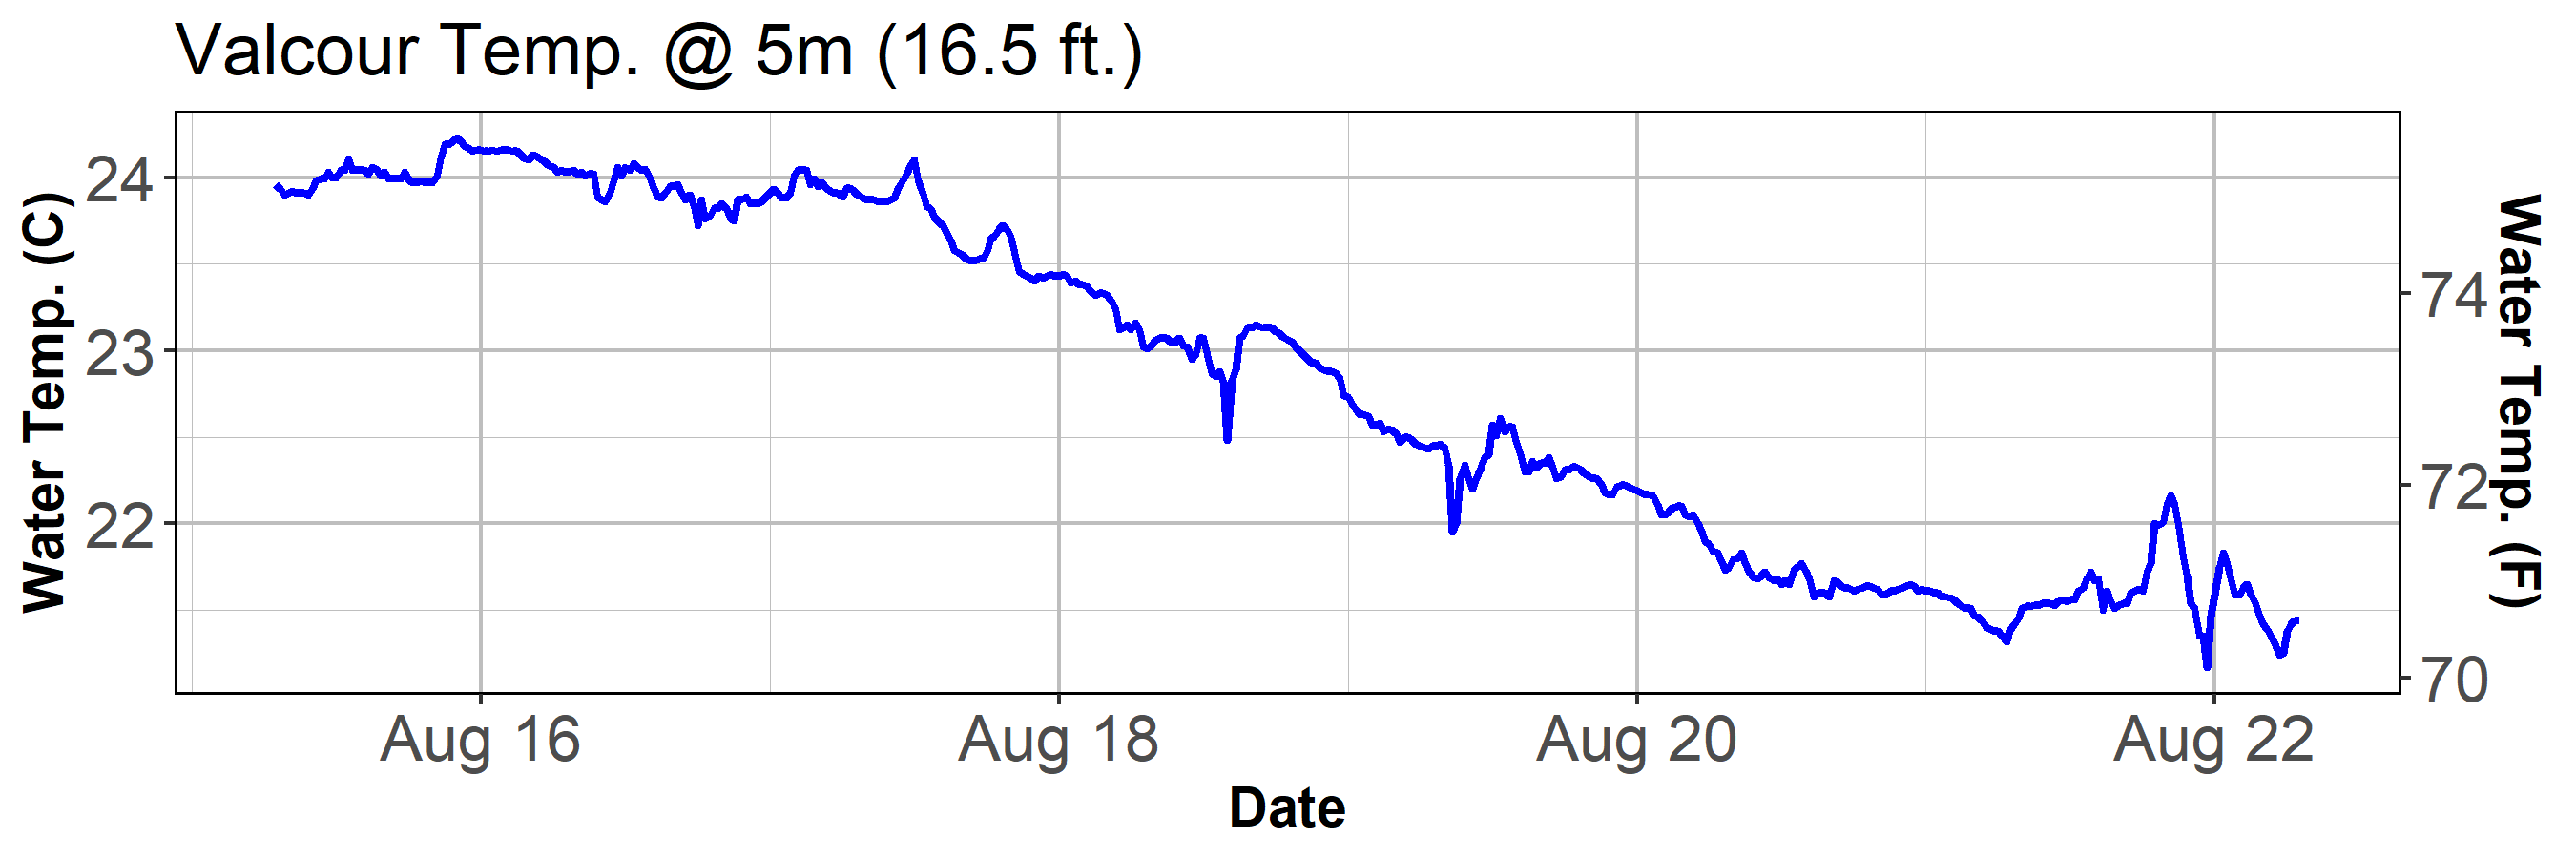 Valcour Temp. @ 5m (16.5 ft.)
Water Temp. (C)
24
23
22
74
72
70
Water Temp. (F)
Aug 16
Aug 18
Aug 20
Aug 22
Date